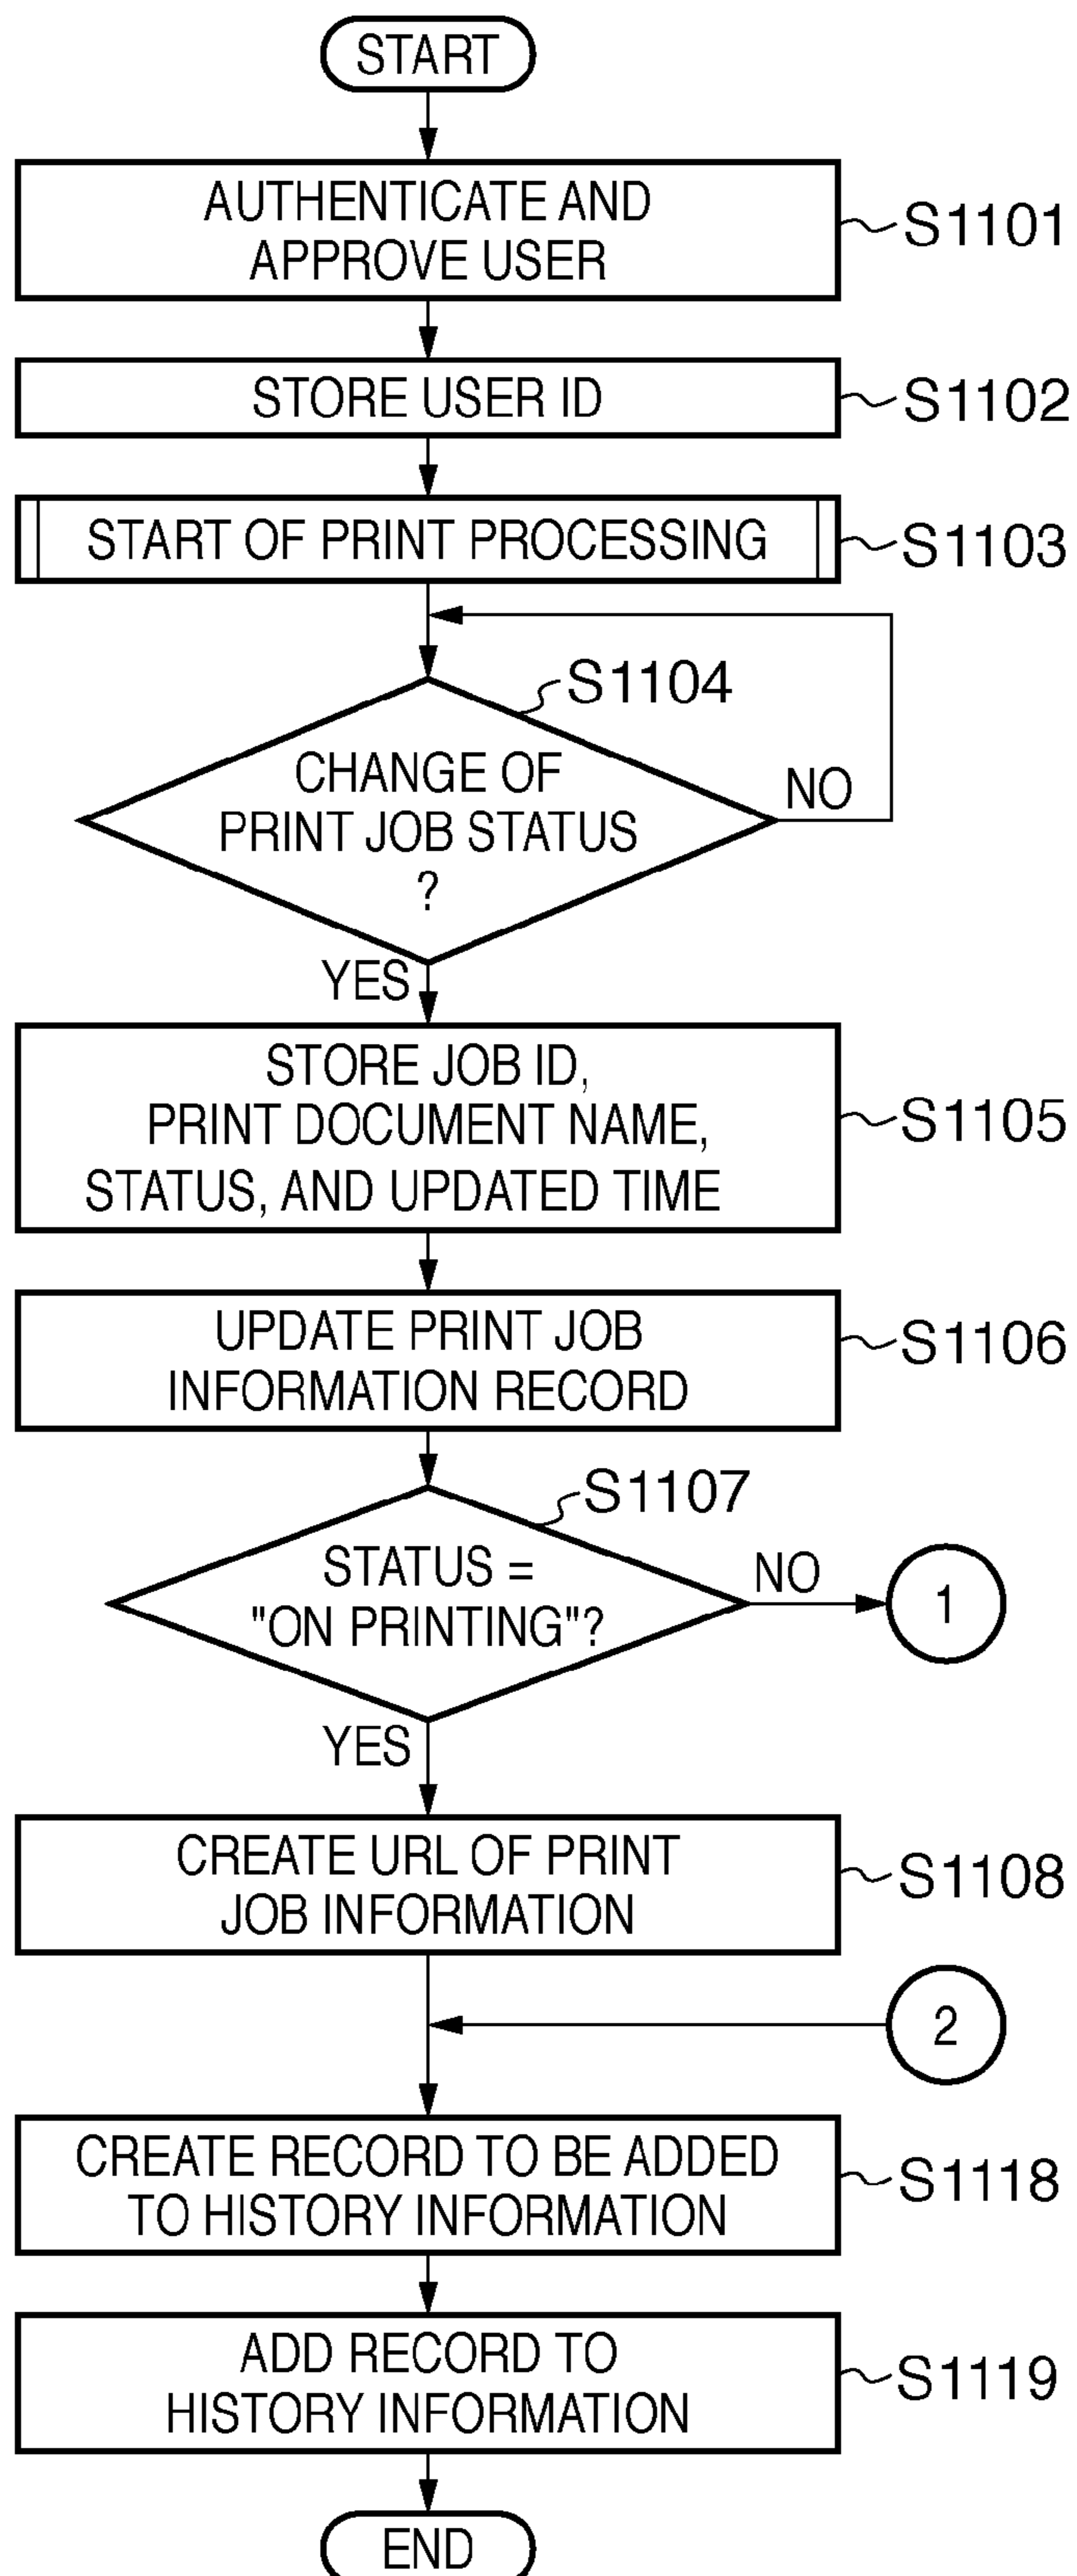 START
AUTHENTICATE AND
APPROVE USER
S1101
STORE USER ID
S1102
START OF PRINT PROCESSING
S1103
S1104
CHANGE OF
PRINT JOB STATUS
?
NO
YES
STORE JOB ID,
PRINT DOCUMENT NAME,
STATUS, AND UPDATED TIME
S1105
UPDATE PRINT JOB
INFORMATION RECORD
S1106
S1107
STATUS =
"ON PRINTING"?
NO
1
YES
CREATE URL OF PRINT
JOB INFORMATION
S1108
2
CREATE RECORD TO BE ADDED
TO HISTORY INFORMATION
S1118
ADD RECORD TO
HISTORY INFORMATION
S1119
END